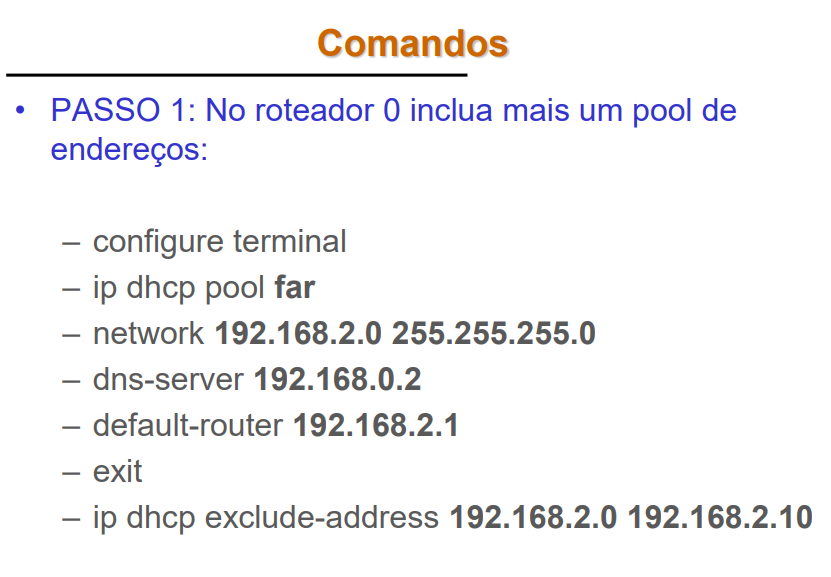 Comandos
• PASSO 1: No roteador 0 inclua mais um pool de
endereços:
– configure terminal
– ip dhcp pool far
– network 192.168.2.0 255.255.255.0
– dns-server 192.168.0.2
– default-router 192.168.2.1
– exit
– ip dhcp exclude-address 192.168.2.0 192.168.2.10